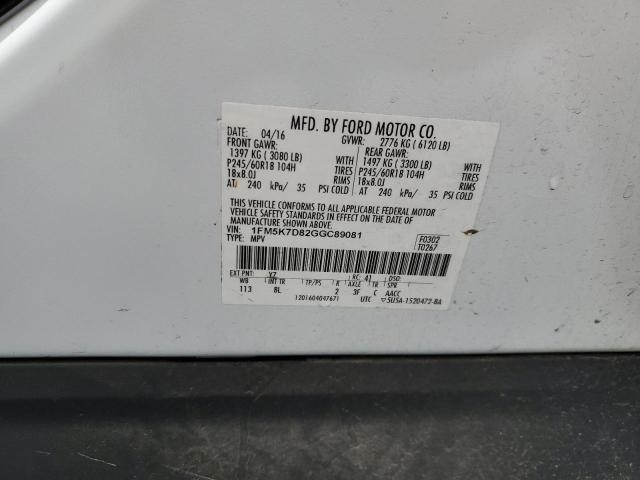 MFD. BY FORD MOTOR CO.
DATE: 04/16 GVWR: 2776 KG ( 6120 LB)
FRONT GAWR: REAR GAWR:
1397 KG ( 3080 LB) WITH 1497 KG ( 3300 LB) WITH
P245/60R18 104H TIRES P245/60R18 104H TIRES
18x8.0J RIMS 18x8.0J RIMS
AT/ 240 kPa/ 35 PSI COLD AT/ 240 kPa/ 35 PSI COLD
THIS VEHICLE CONFORMS TO ALL APPLICABLE FEDERAL MOTOR
VEHICLE SAFETY STANDARDS IN EFFECT ON THE DATE OF
MANUFACTURE SHOWN ABOVE.
VIN: 1FM5K7D82GGC89081
TYPE: MPV
F0302
T0267
EXT PNT: YZ RC: 41 DSO:
WB INT TR TP/PS R AXLE TR SPR
113 8L 2 3F C AACC
1201604047671 UTC 5U5A-1520472-BA